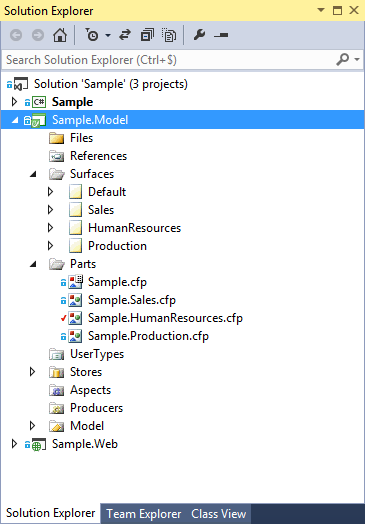 Solution Explorer
Search Solution Explorer (Ctrl+$)
Solution 'Sample' (3 projects)
C# Sample
Sample.Model
Files
References
Surfaces
Default
Sales
HumanResources
Production
Parts
Sample.cfp
Sample.Sales.cfp
Sample.HumanResources.cfp
Sample.Production.cfp
UserTypes
Stores
Aspects
Producers
Model
Sample.Web
Solution Explorer Team Explorer Class View